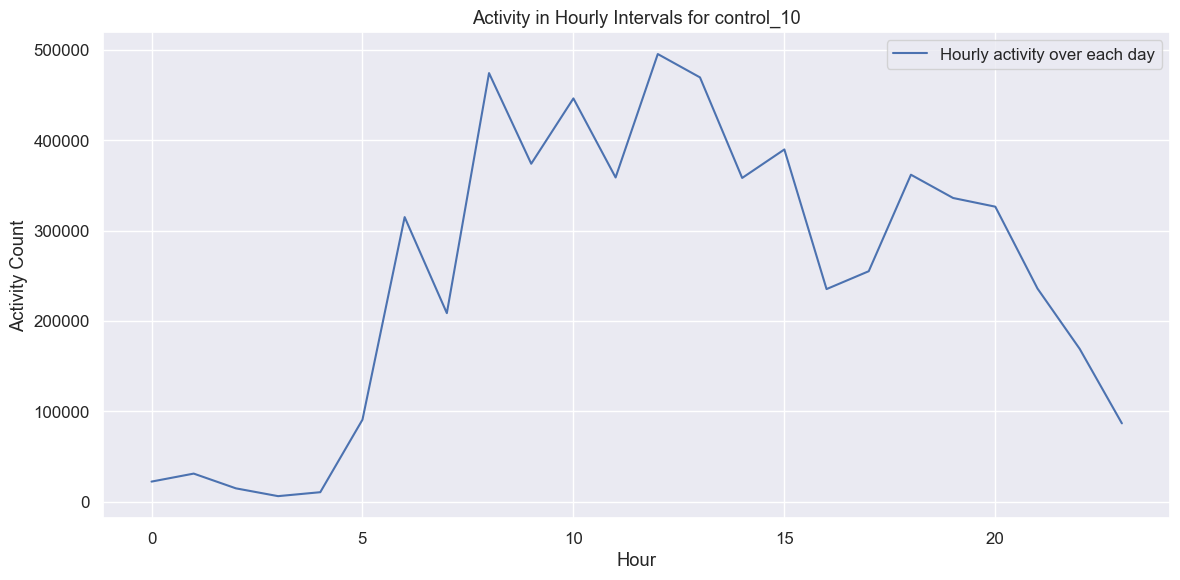 Activity in Hourly Intervals for control_10
Hourly activity over each day
Activity Count
500000
400000
300000
200000
100000
0
0 5 10 15 20
Hour